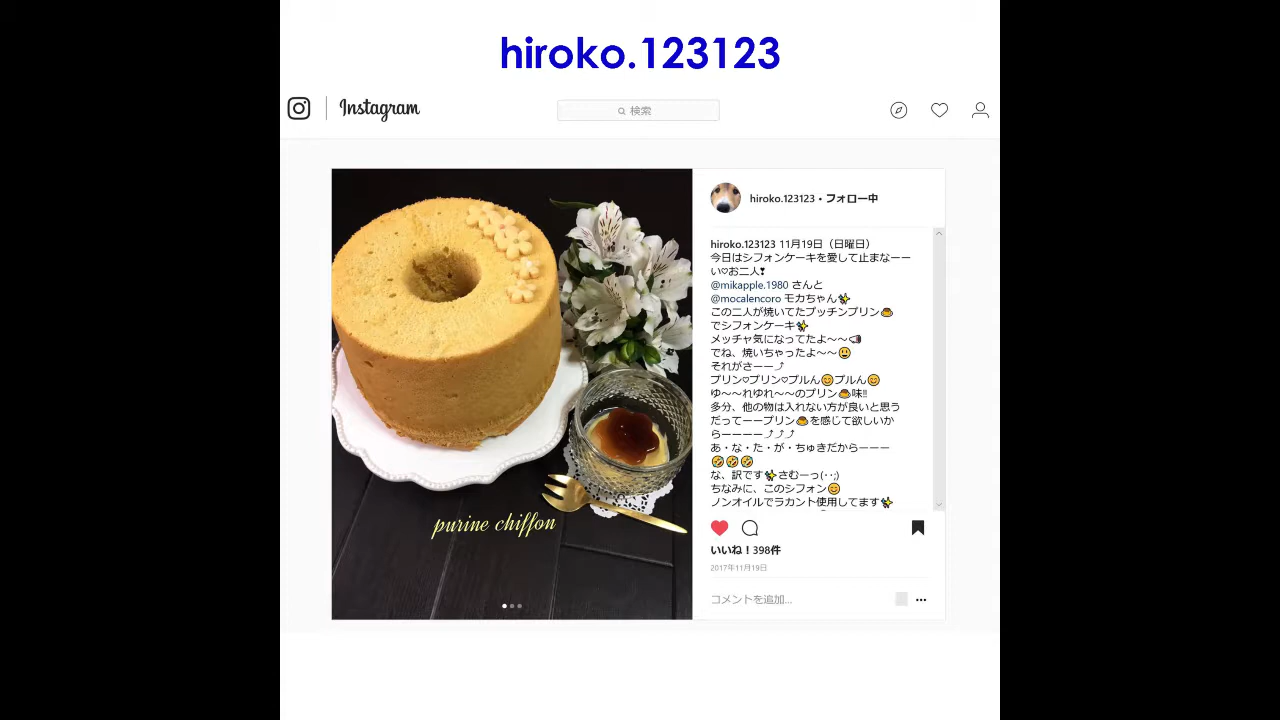 hiroko.123123
Instagram
検索
hiroko.123123 • フォロー中
hiroko.123123 11月19日（日曜日）
今日はシフォンケーキを愛して止まなーー
い♡お二人❣
@mikapple.1980 さんと
@mocalencoro モカちゃん✨
この二人が焼いてたプッチンプリン🍮
でシフォンケーキ✨
メッチャ気になってたよ〜〜📢
でね、焼いちゃったよ〜〜😃
それがさーー⤴
プリン♡プリン♡プルん😊プルん😊
ゆ〜〜れゆれ〜〜のプリン🍮味‼
多分、他の物は入れない方が良いと思う
だってーープリン🍮を感じて欲しいか
らーーーー⤴⤴⤴
あ・な・た・が・ちゅきだからーーー
🤣🤣🤣
な、訳です✨さむーっ(･･;)
ちなみに、このシフォン😊
ノンオイルでラカント使用してます✨
いいね！398件
2017年11月19日
コメントを追加...
purine chiffon